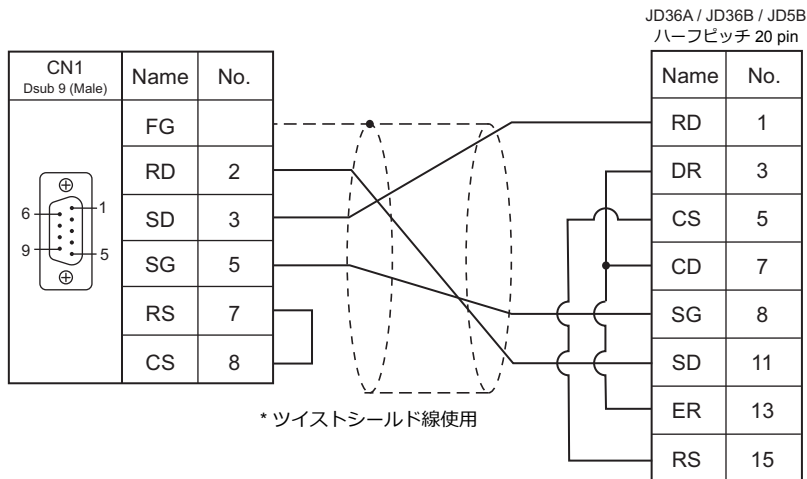 JD36A / JD36B / JD5B
ハーフピッチ 20 pin
CN1
Dsub 9 (Male)
Name No.
FG
RD 2
SD 3
SG 5
RS 7
CS 8
6 1
9 5
* ツイストシールド線使用
Name No.
RD 1
DR 3
CS 5
CD 7
SG 8
SD 11
ER 13
RS 15